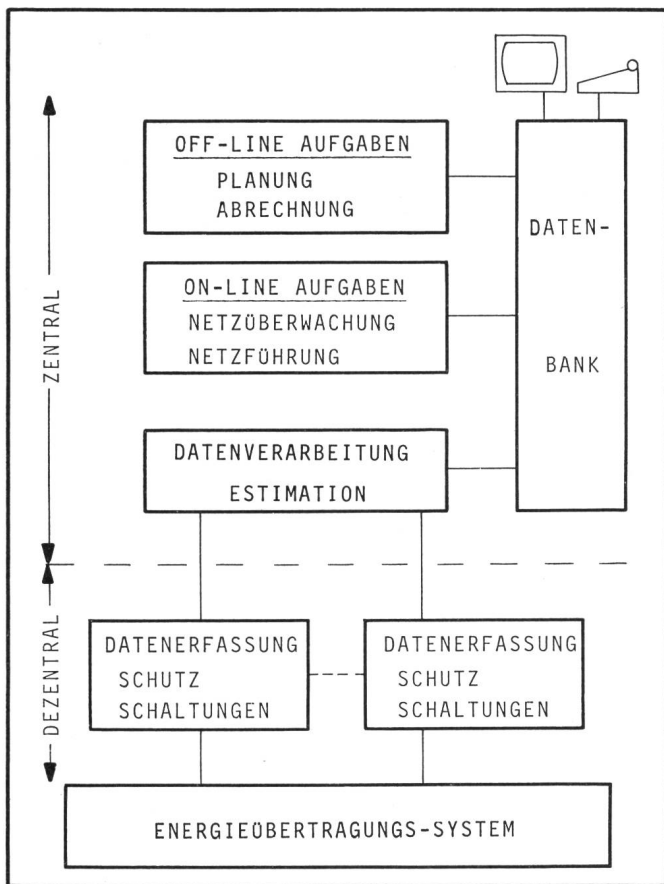 OFF-LINE AUFGABEN
PLANUNG
ABRECHNUNG
DATEN-
ON-LINE AUFGABEN
NETZÜBERWACHUNG
NETZFÜHRUNG
BANK
ZENTRAL
DATENVERARBEITUNG
ESTIMATION
DEZENTRAL
DATENERFASSUNG
SCHUTZ
SCHALTUNGEN
DATENERFASSUNG
SCHUTZ
SCHALTUNGEN
ENERGIEÜBERTRAGUNGS-SYSTEM